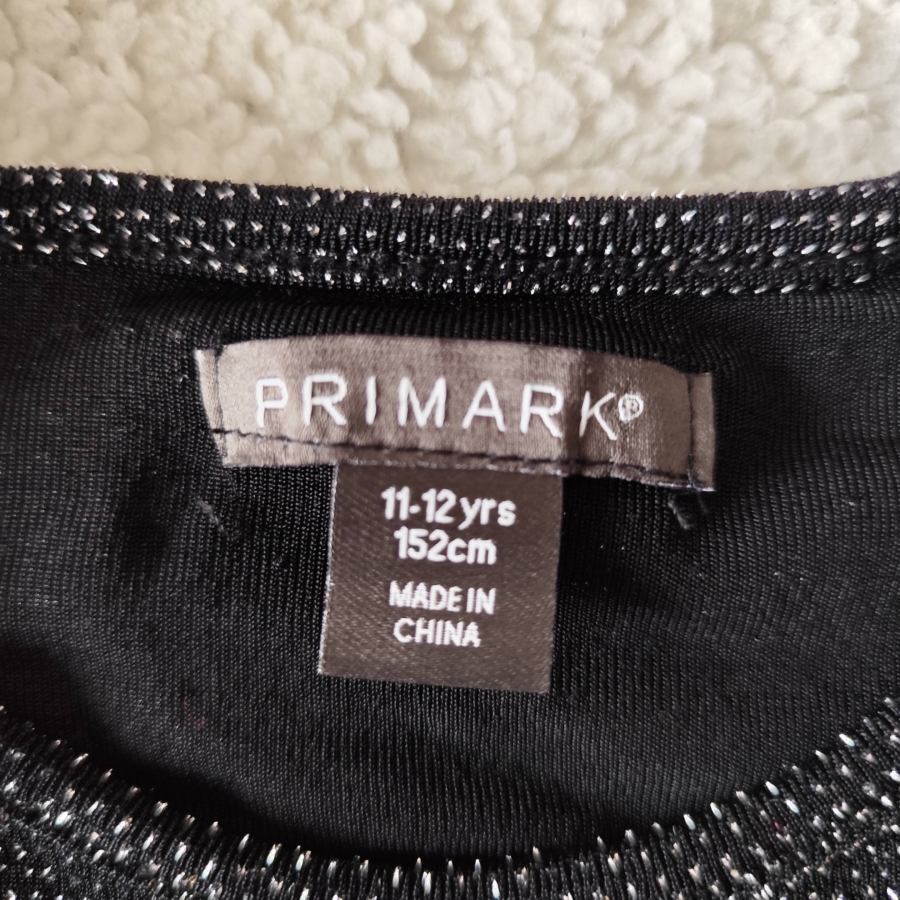 PRIMARK®
11-12 yrs
152cm
MADE IN
CHINA